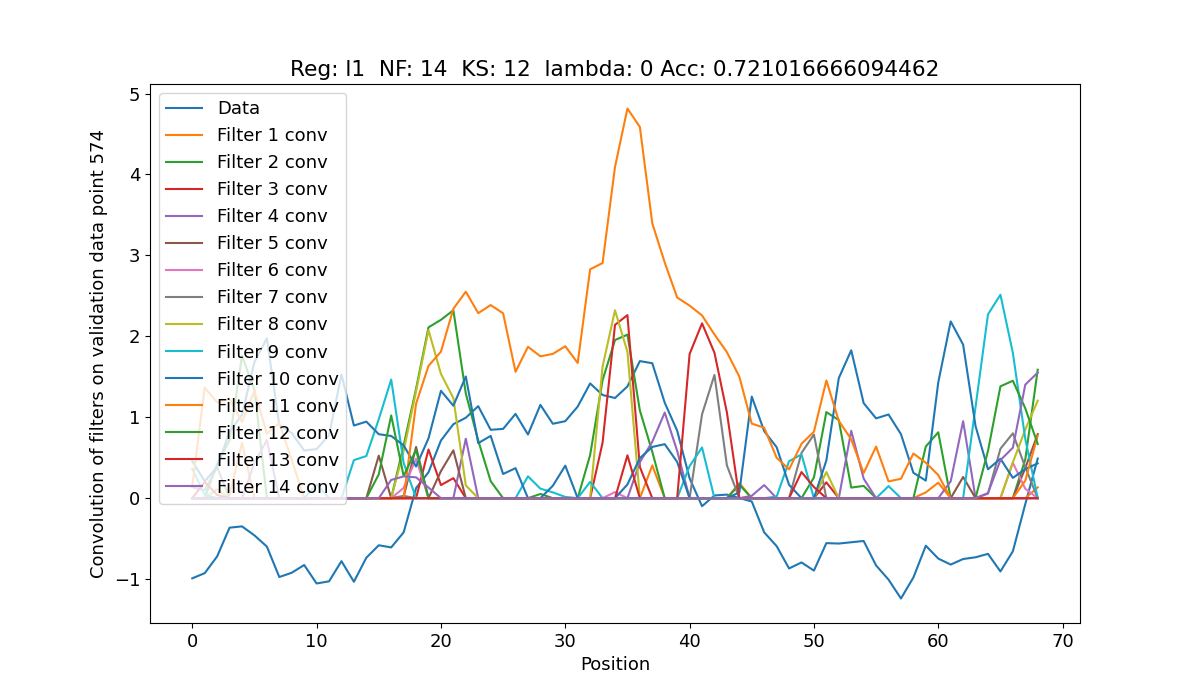 Reg: l1  NF: 14  KS: 12  lambda: 0 Acc: 0.721016666094462
Convolution of filters on validation data point 574
5
4
3
2
1
0
−1
Data
Filter 1 conv
Filter 2 conv
Filter 3 conv
Filter 4 conv
Filter 5 conv
Filter 6 conv
Filter 7 conv
Filter 8 conv
Filter 9 conv
Filter 10 conv
Filter 11 conv
Filter 12 conv
Filter 13 conv
Filter 14 conv
0 10 20 30 40 50 60 70
Position